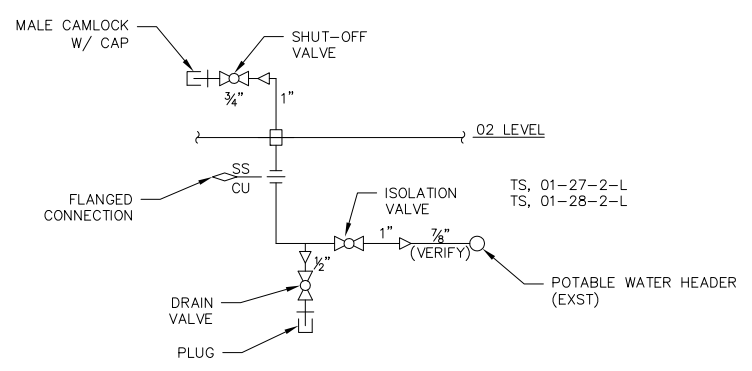 MALE CAMLOCK
W/ CAP
SHUT-OFF
VALVE
3/4"
1"
02 LEVEL
SS
CU
FLANGED
CONNECTION
ISOLATION
VALVE
TS, 01-27-2-L
TS, 01-28-2-L
1"
7/8"
(VERIFY)
1/2"
POTABLE WATER HEADER
(EXST)
DRAIN
VALVE
PLUG